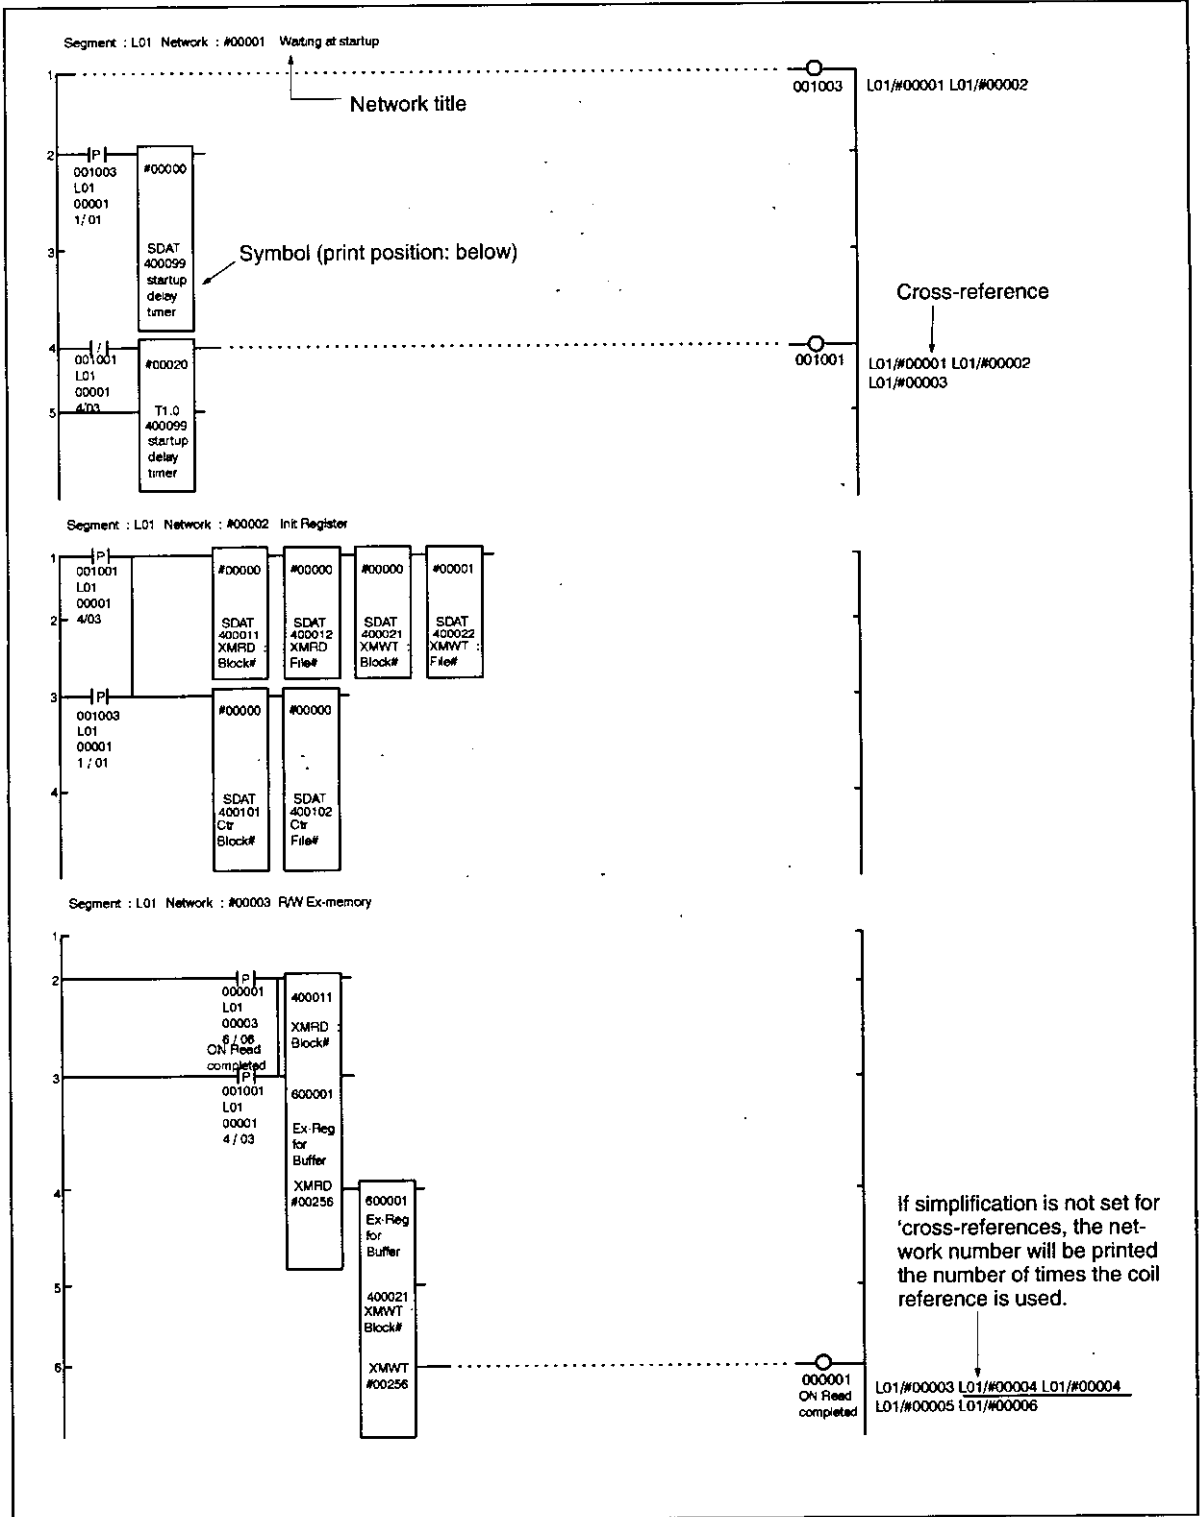 Segment : L01 Network : #00001 Waiting at startup
1
001003
L01/#00001 L01/#00002
Network title
2
P
001003
L01
00001
1/01
#00000
3
SDAT
400099
startup
delay
timer
Symbol (print position: below)
Cross-reference
4
/
001001
L01
00001
4/03
#00020
001001
L01/#00001 L01/#00002
L01/#00003
5
T1.0
400099
startup
delay
timer
Segment : L01 Network : #00002 Init Register
1
P
001001
L01
00001
4/03
2
#00000
SDAT
400011
XMRD :
Block#
#00000
SDAT
400012
XMRD
File#
#00000
SDAT
400021
XMWT :
Block#
#00001
SDAT
400022
XMWT :
File#
3
P
001003
L01
00001
1/01
4
#00000
SDAT
400101
Ctr
Block#
#00000
SDAT
400102
Ctr
File#
Segment : L01 Network : #00003 R/W Ex-memory
1
2
P
000001
L01
00003
6/06
ON Read
completed
400011
XMRD :
Block#
3
P
001001
L01
00001
4/03
600001
Ex-Reg
for
Buffer
XMRD
#00256
4
600001
Ex-Reg
for
Buffer
5
400021
XMWT :
Block#
6
XMWT
#00256
000001
ON Read
completed
If simplification is not set for
'cross-references, the net-
work number will be printed
the number of times the coil
reference is used.
L01/#00003 L01/#00004 L01/#00004
L01/#00005 L01/#00006